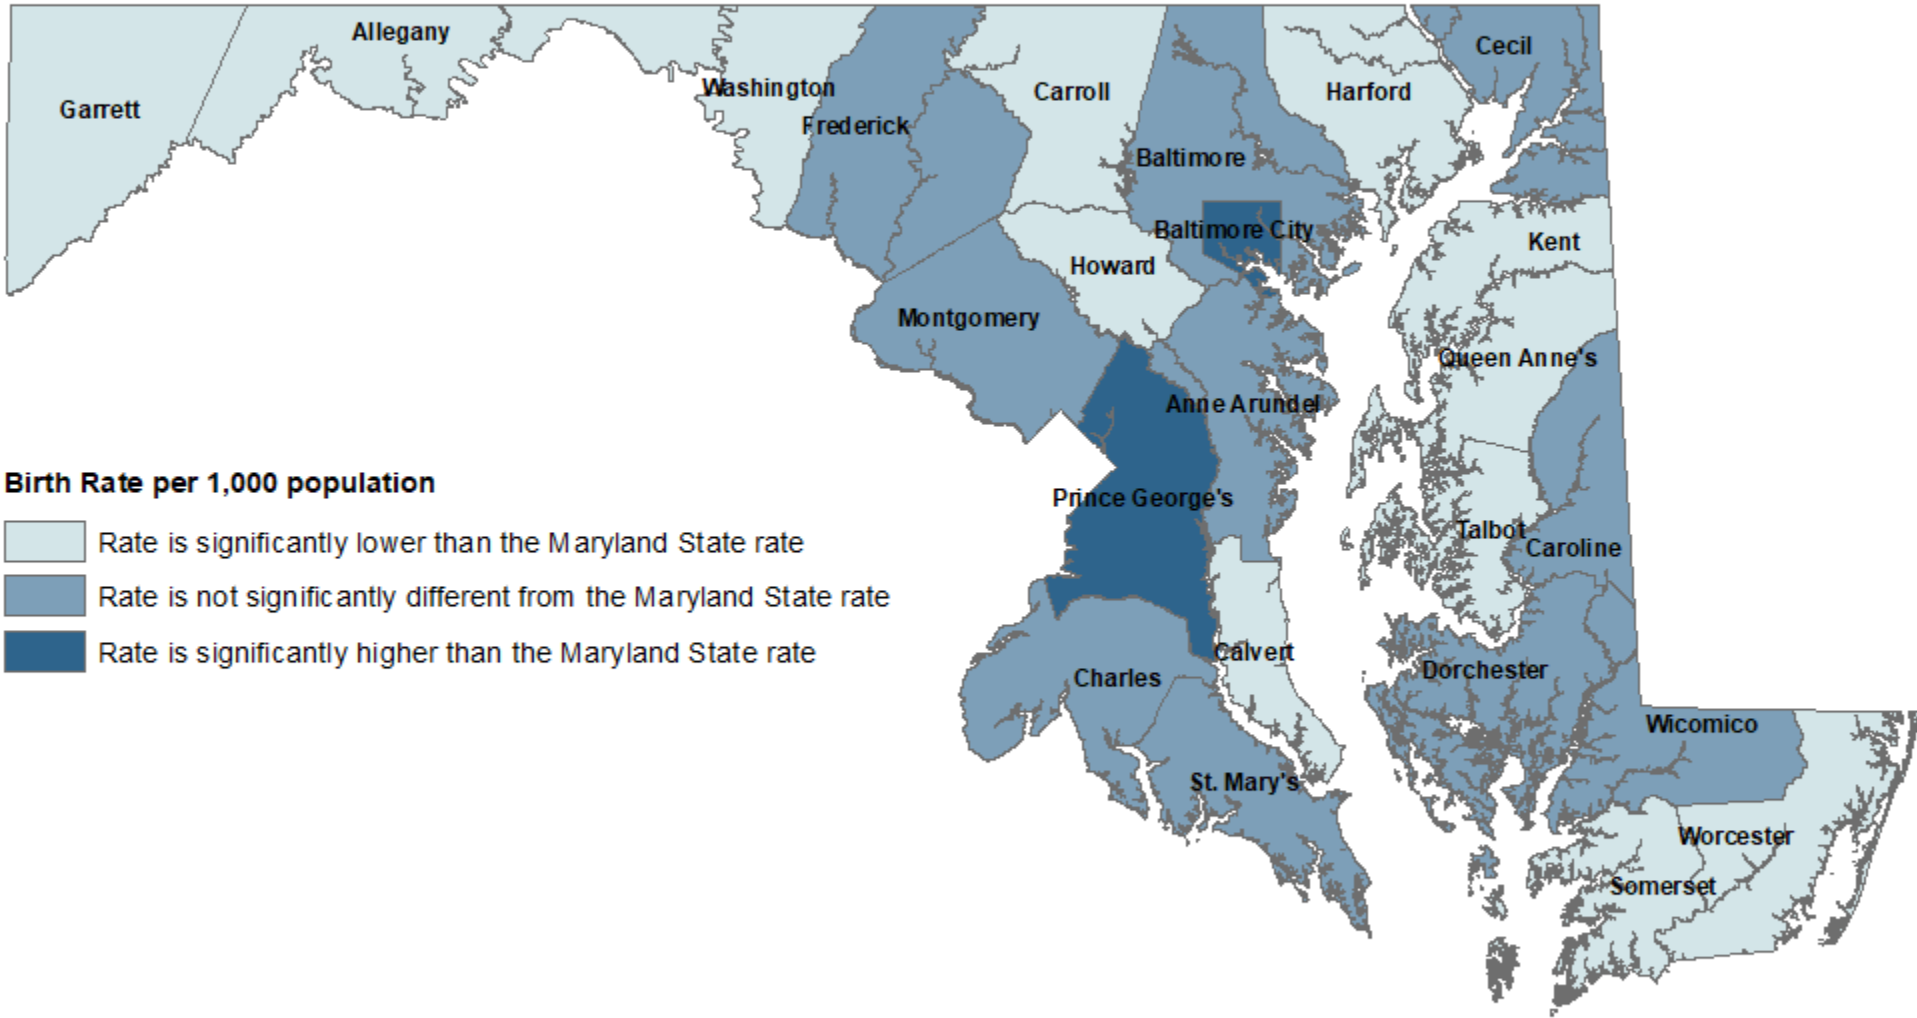 Allegany
Cecil
Washington
Carroll
Harford
Garrett
Frederick
Baltimore
Baltimore City
Kent
Howard
Montgomery
Queen Anne's
Anne Arundel
Birth Rate per 1,000 population
Prince George's
Rate is significantly lower than the Maryland State rate
Talbot
Caroline
Rate is not significantly different from the Maryland State rate
Rate is significantly higher than the Maryland State rate
Calvert
Charles
Dorchester
Wicomico
St. Mary's
Worcester
Somerset